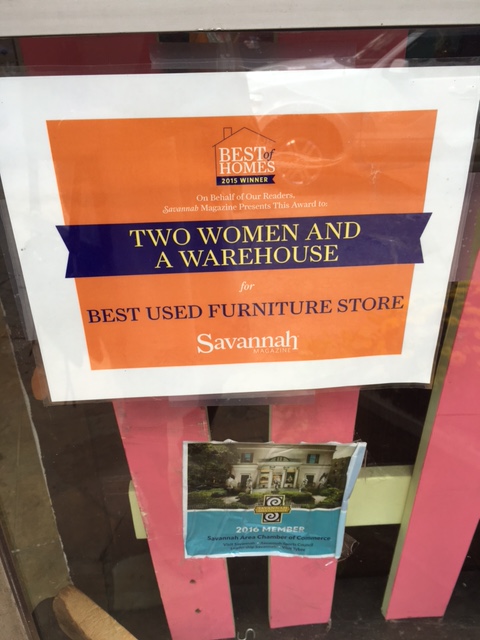 BEST of
HOMES
2015 WINNER
On Behalf of Our Readers,
Savannah Magazine Presents This Award to:
TWO WOMEN AND
A WAREHOUSE
for
BEST USED FURNITURE STORE
Savannah
MAGAZINE
2016 MEMBER
Savannah Area Chamber of Commerce